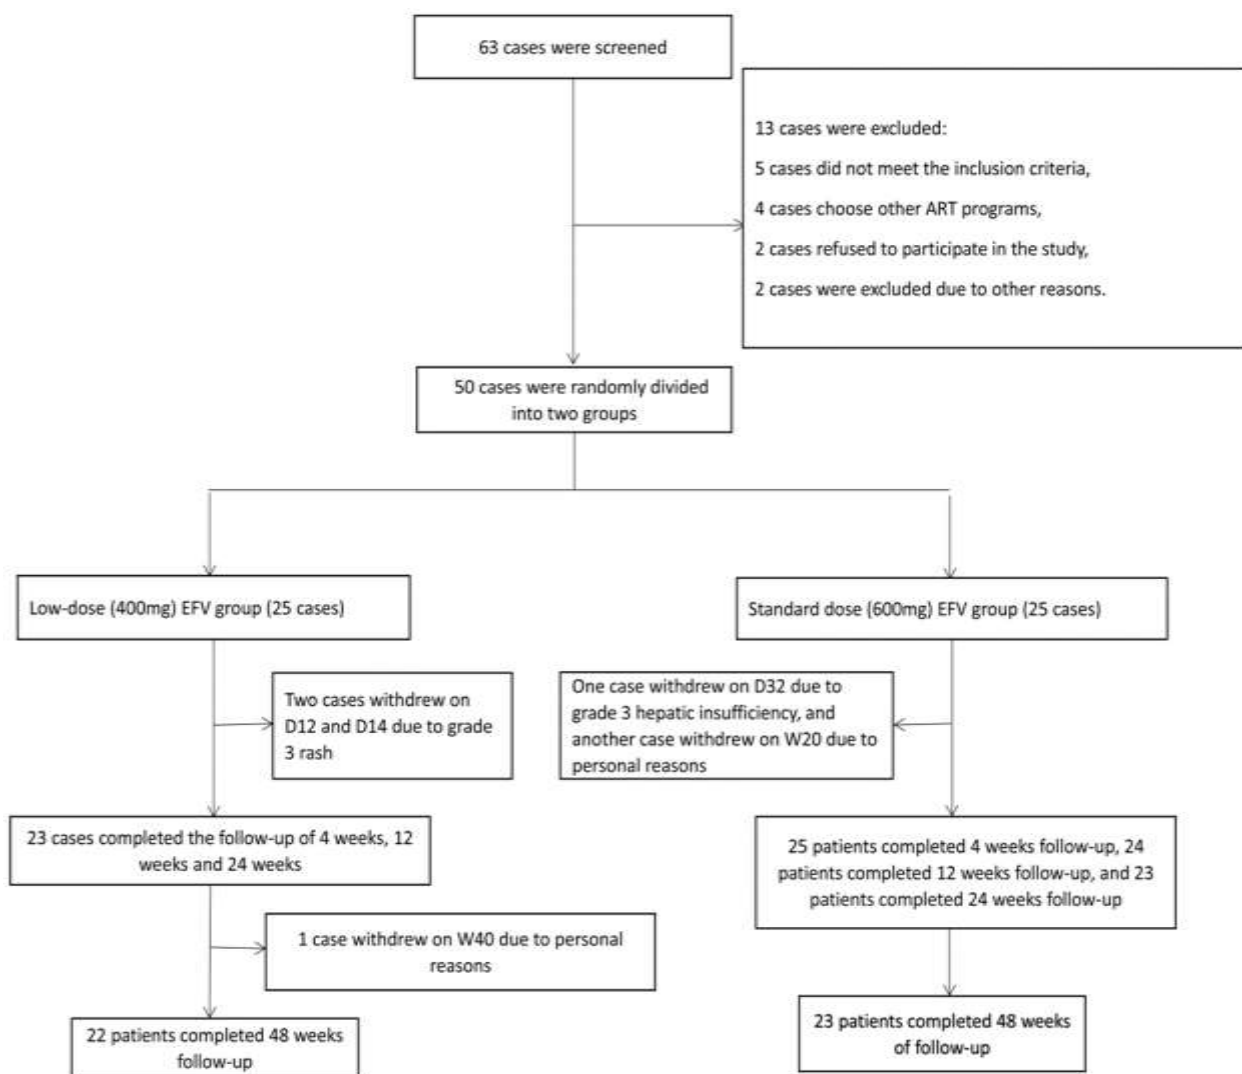 63 cases were screened
13 cases were excluded:
5 cases did not meet the inclusion criteria,
4 cases choose other ART programs,
2 cases refused to participate in the study,
2 cases were excluded due to other reasons.
50 cases were randomly divided
into two groups
Low-dose (400mg) EFV group (25 cases)
Standard dose (600mg) EFV group (25 cases)
Two cases withdrew on
D12 and D14 due to grade
3 rash
One case withdrew on D32 due to
grade 3 hepatic insufficiency, and
another case withdrew on W20 due to
personal reasons
23 cases completed the follow-up of 4 weeks, 12
weeks and 24 weeks
25 patients completed 4 weeks follow-up, 24
patients completed 12 weeks follow-up, and 23
patients completed 24 weeks follow-up
1 case withdrew on W40 due to personal
reasons
22 patients completed 48 weeks
follow-up
23 patients completed 48 weeks
of follow-up